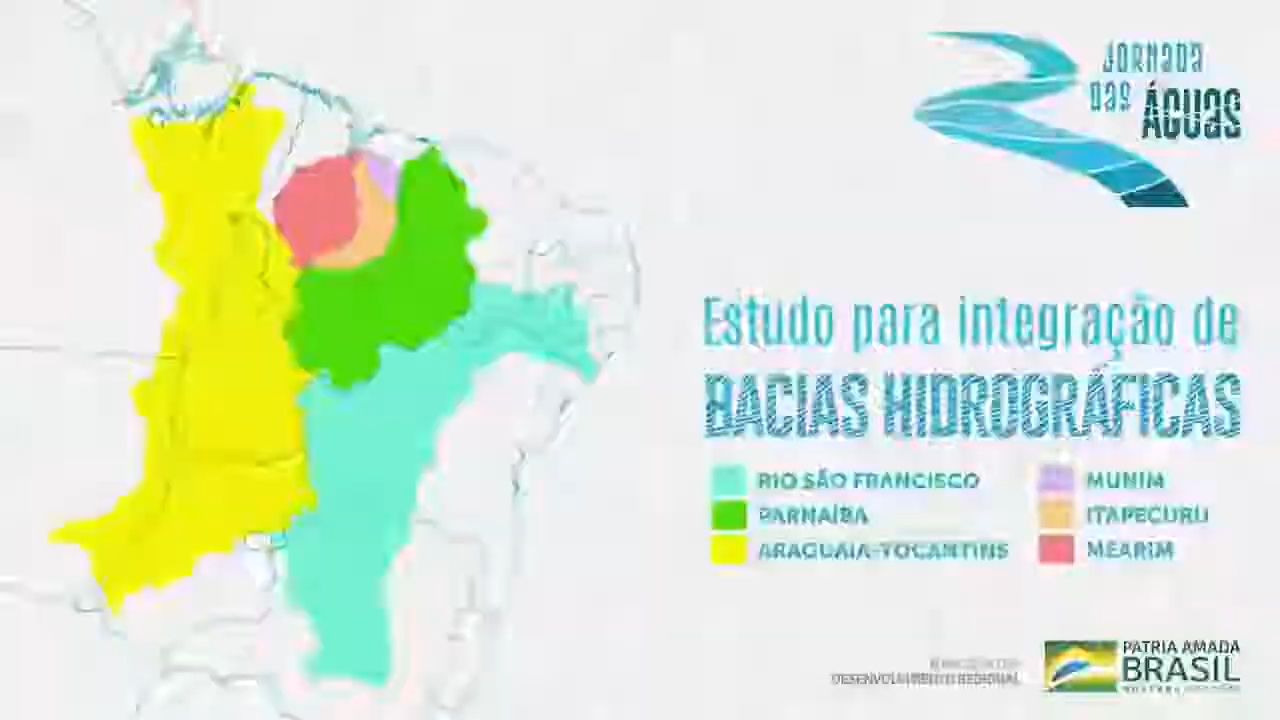 JORNADA
DAS ÁGUAS
Estudo para integração de
BACIAS HIDROGRÁFICAS
RIO SÃO FRANCISCO
PARNAÍBA
ARAGUAIA-TOCANTINS
MUNIM
ITAPECURU
MEARIM
DESENVOLVIMENTO REGIONAL
PÁTRIA AMADA
BRASIL